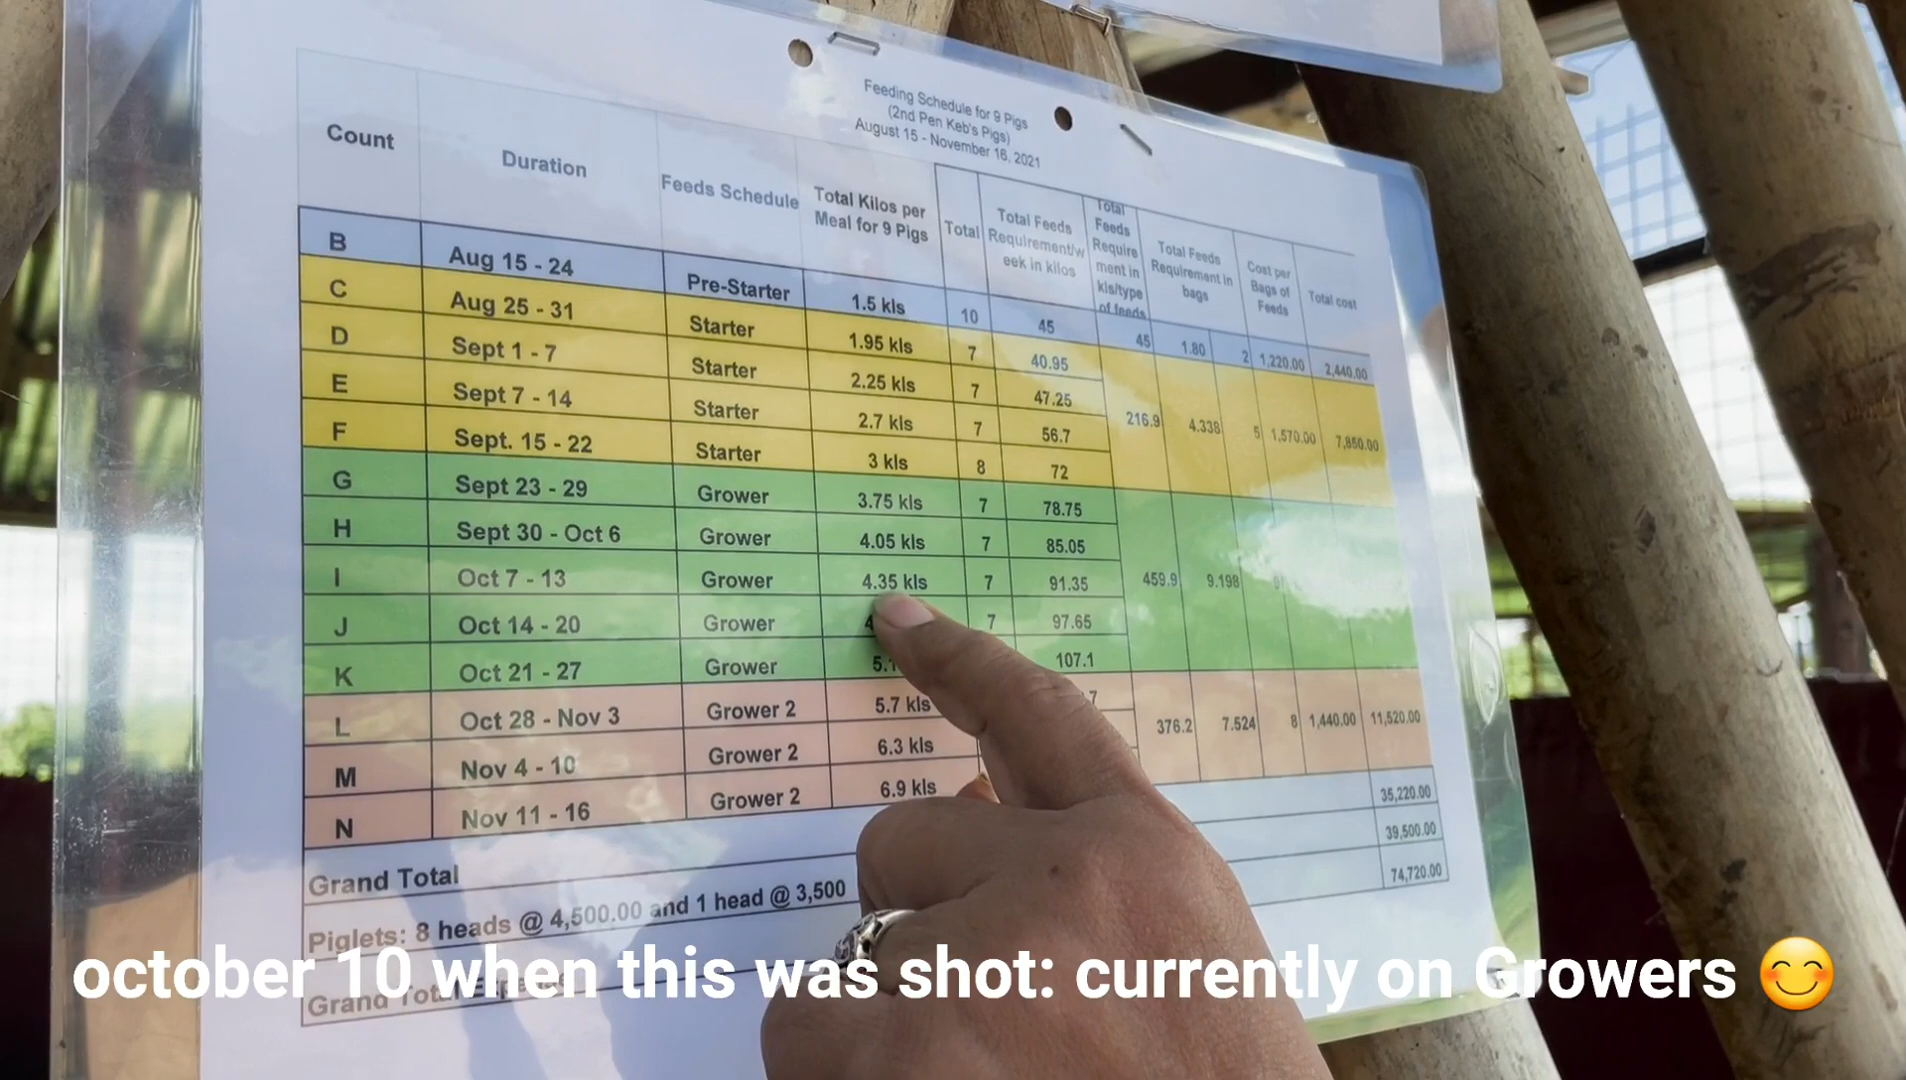 Feeding Schedule for 9 Pigs
(2nd Pen Keb's Pigs)
August 15 - November 16, 2021
Count Duration Feeds Schedule Total Kilos per Meal for 9 Pigs Total Total Feeds Requirement/week in kilos Total Feeds Requirement in kls/type of feeds Total Feeds Requirement in bags Cost per Bags of Feeds Total cost
B Aug 15 - 24 Pre-Starter 1.5 kls 10 45 45 1.80 2 1,220.00 2,440.00
C Aug 25 - 31 Starter 1.95 kls 7 40.95
D Sept 1 - 7 Starter 2.25 kls 7 47.25
E Sept 7 - 14 Starter 2.7 kls 7 56.7 216.9 4.338 5 1,570.00 7,850.00
F Sept. 15 - 22 Starter 3 kls 8 72
G Sept 23 - 29 Grower 3.75 kls 7 78.75
H Sept 30 - Oct 6 Grower 4.05 kls 7 85.05
I Oct 7 - 13 Grower 4.35 kls 7 91.35 459.9 9.198
J Oct 14 - 20 Grower 7 97.65
K Oct 21 - 27 Grower 107.1
L Oct 28 - Nov 3 Grower 2 5.7 kls 376.2 7.524 8 1,440.00 11,520.00
M Nov 4 - 10 Grower 2 6.3 kls
N Nov 11 - 16 Grower 2 6.9 kls
Grand Total 35,220.00
Piglets: 8 heads @ 4,500.00 and 1 head @ 3,500 39,500.00
Grand 74,720.00
october 10 when this was shot: currently on Growers 😊